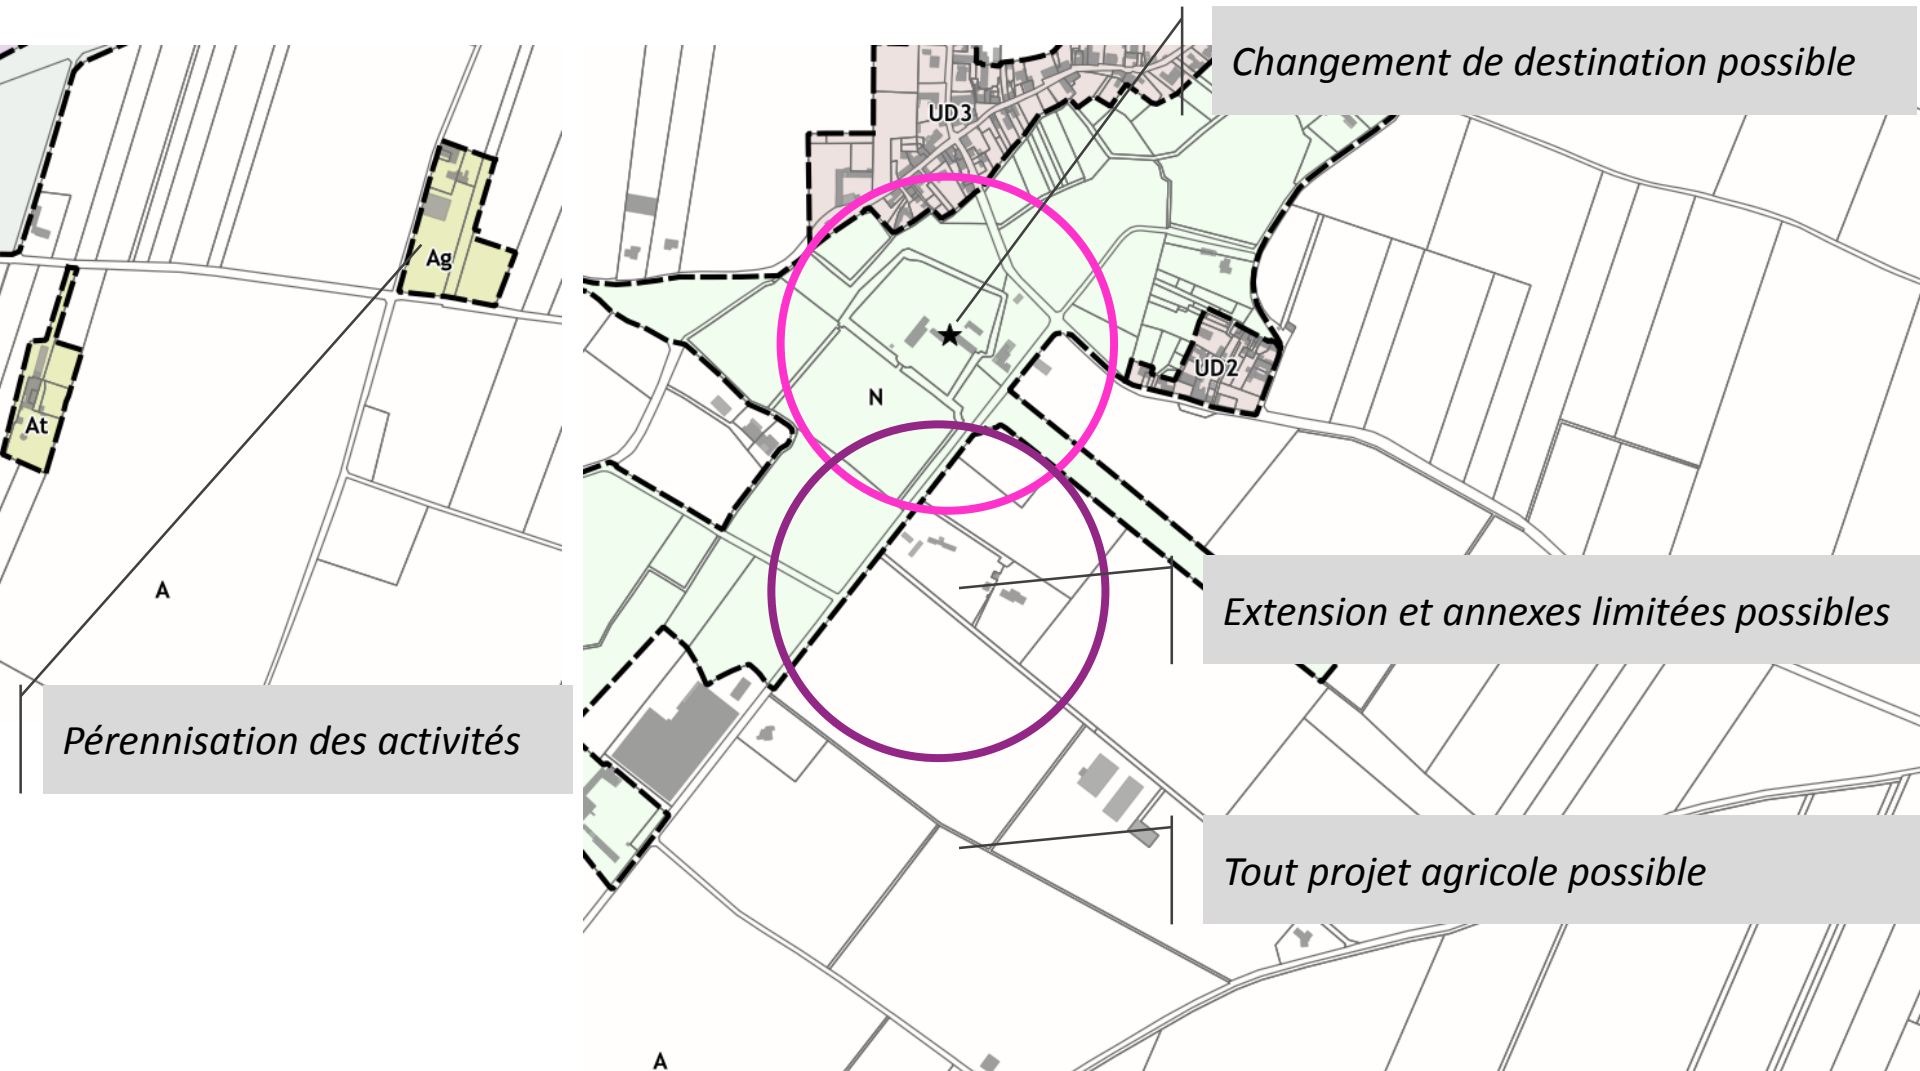 Changement de destination possible
UD3
Ag
UD2
N
At
A
Extension et annexes limitées possibles
Pérennisation des activités
Tout projet agricole possible
A